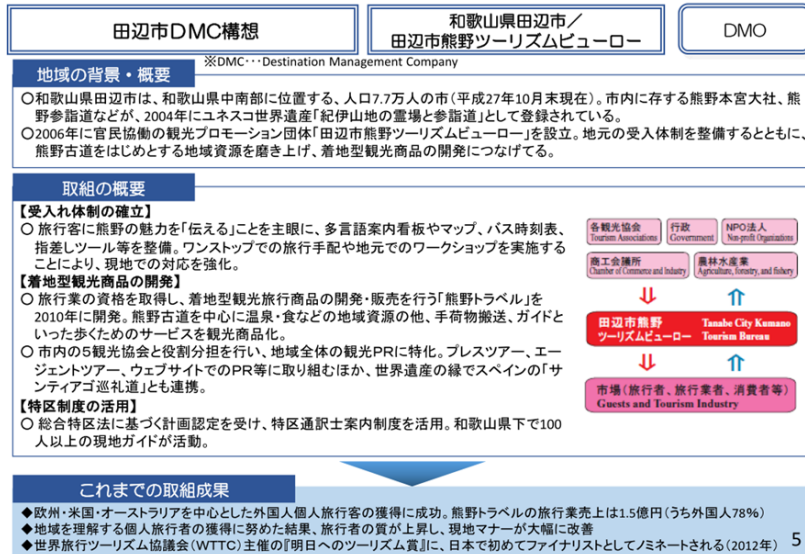 田辺市DMC構想
和歌山県田辺市／
田辺市熊野ツーリズムビューロー
DMO
※DMC･･･Destination Management Company
地域の背景・概要
〇和歌山県田辺市は、和歌山県中南部に位置する、人口7.7万人の市(平成27年10月末現在)。市内に存する熊野本宮大社、熊
野参詣道などが、2004年にユネスコ世界遺産「紀伊山地の霊場と参詣道」として登録されている。
〇2006年に官民協働の観光プロモーション団体「田辺市熊野ツーリズムビューロー」を設立。地元の受入体制を整備するとともに、
熊野古道をはじめとする地域資源を磨き上げ、着地型観光商品の開発につなげてる。
取組の概要
【受入れ体制の確立】
〇 旅行客に熊野の魅力を「伝える」ことを主眼に、多言語案内看板やマップ、バス時刻表、
指差しツール等を整備。ワンストップでの旅行手配や地元でのワークショップを実施する
ことにより、現地での対応を強化。
【着地型観光商品の開発】
〇 旅行業の資格を取得し、着地型観光旅行商品の開発・販売を行う「熊野トラベル」を
2010年に開発。熊野古道を中心に温泉・食などの地域資源の他、手荷物搬送、ガイドと
いった歩くためのサービスを観光商品化。
〇 市内の5観光協会と役割分担を行い、地域全体の観光PRに特化。プレスツアー、エー
ジェントツアー、ウェブサイトでのPR等に取り組むほか、世界遺産の縁でスペインの「サ
ンティアゴ巡礼道」とも連携。
【特区制度の活用】
〇 総合特区法に基づく計画認定を受け、特区通訳士案内制度を活用。和歌山県下で100
人以上の現地ガイドが活動。
各観光協会
Tourism Associations
行政
Government
NPO法人
Non-profit Organizations
商工会議所
Chamber of Commerce and Industry
農林水産業
Agriculture, forestry, and fishery
田辺市熊野
ツーリズムビューロー
Tanabe City Kumano
Tourism Bureau
市場(旅行者、旅行業者、消費者等)
Guests and Tourism Industry
これまでの取組成果
◆欧州・米国・オーストラリアを中心とした外国人個人旅行客の獲得に成功。熊野トラベルの旅行業売上は1.5億円(うち外国人78%)
◆地域を理解する個人旅行者の獲得に努めた結果、旅行者の質が上昇し、現地マナーが大幅に改善
◆世界旅行ツーリズム協議会(WTTC)主催の『明日へのツーリズム賞』に、日本で初めてファイナリストとしてノミネートされる(2012年)
5